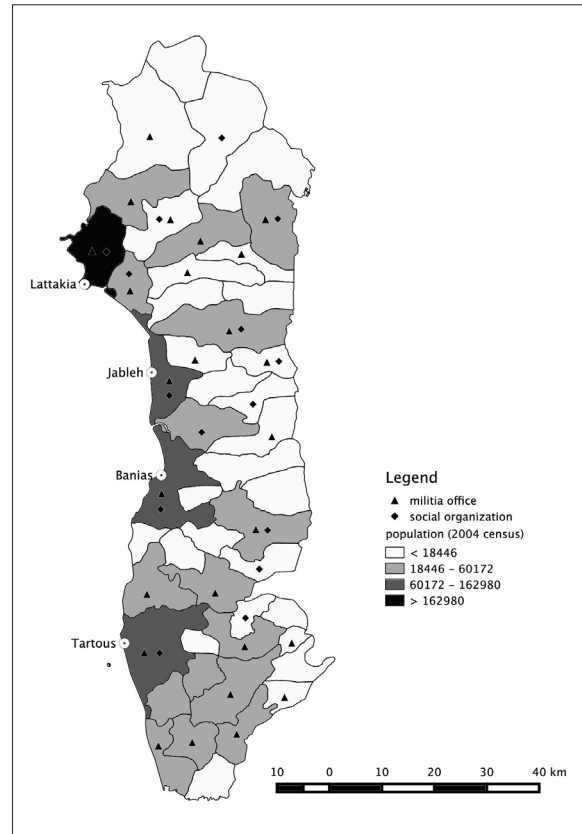 Lattakia
Jableh
Banias
Tartous
Legend
militia office
social organization
population (2004 census)
< 18446
18446 - 60172
60172 - 162980
> 162980
10 0 10 20 30 40 km